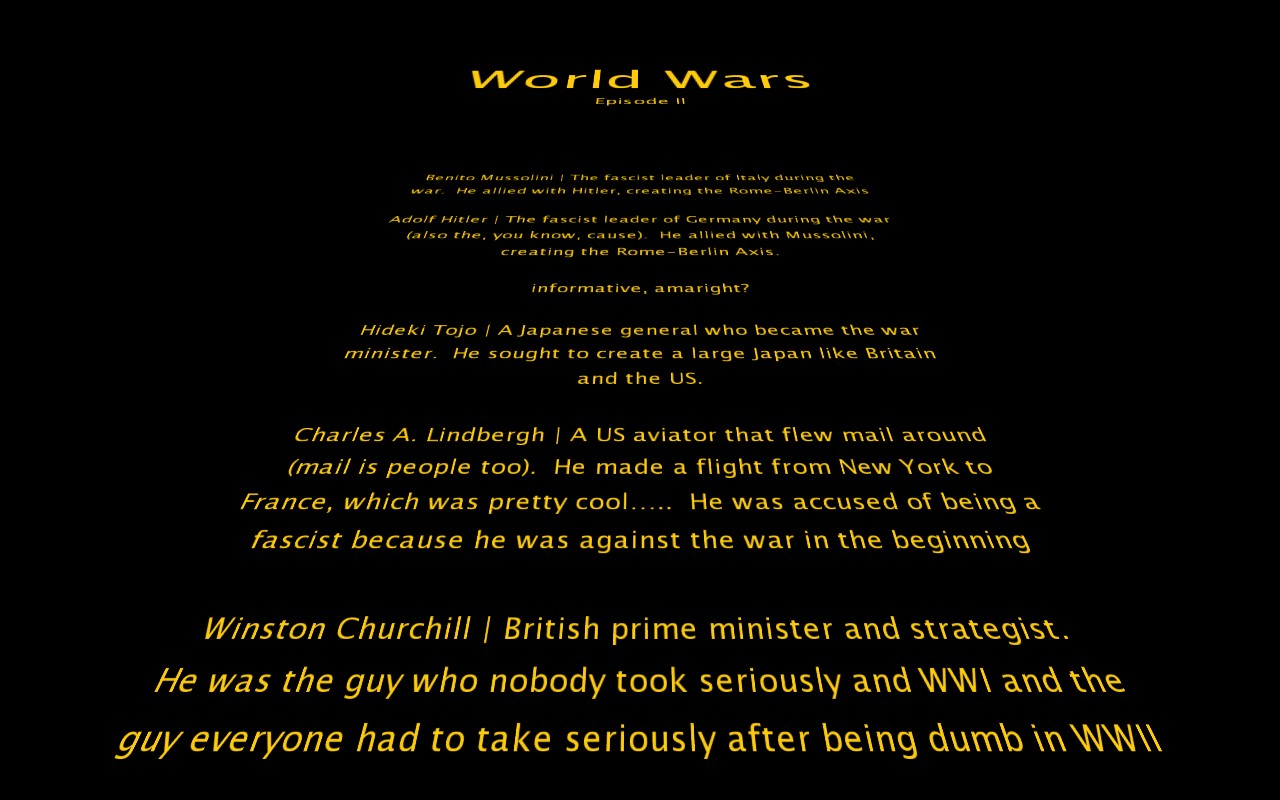 World Wars
Episode II
Benito Mussolini | The fascist leader of Italy during the
war. He allied with Hitler, creating the Rome-Berlin Axis
Adolf Hitler | The fascist leader of Germany during the war
(also the, you know, cause). He allied with Mussolini,
creating the Rome-Berlin Axis.
informative, amaright?
Hideki Tojo | A Japanese general who became the war
minister. He sought to create a large Japan like Britain
and the US.
Charles A. Lindbergh | A US aviator that flew mail around
(mail is people too). He made a flight from New York to
France, which was pretty cool..... He was accused of being a
fascist because he was against the war in the beginning
Winston Churchill | British prime minister and strategist.
He was the guy who nobody took seriously and WWI and the
guy everyone had to take seriously after being dumb in WWII